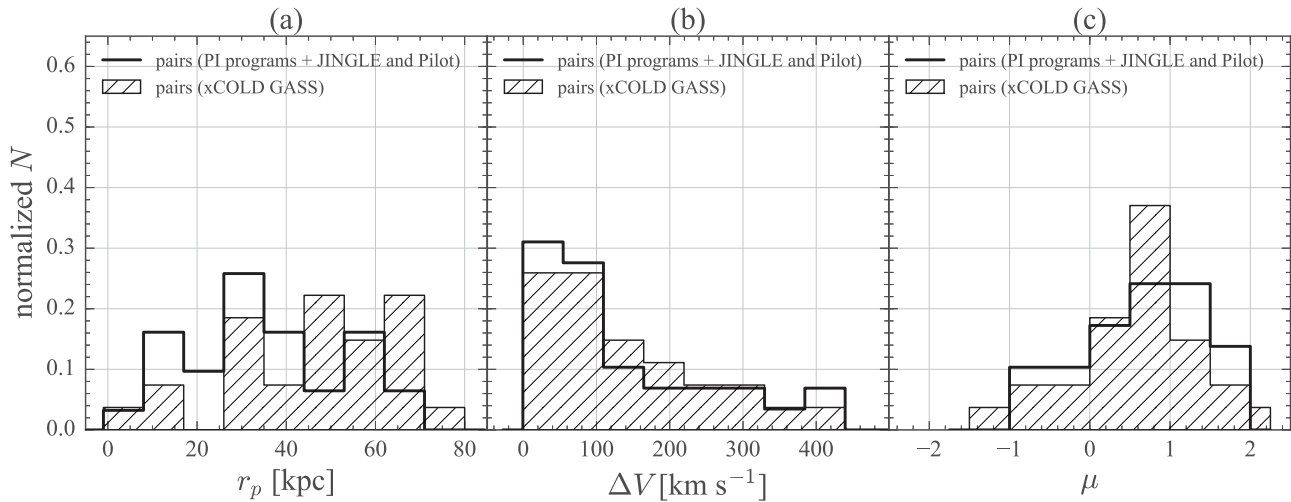 (a) (b) (c)
pairs (PI programs + JINGLE and Pilot) pairs (PI programs + JINGLE and Pilot) pairs (PI programs + JINGLE and Pilot)
pairs (xCOLD GASS) pairs (xCOLD GASS) pairs (xCOLD GASS)
normalized N
0.6
0.5
0.4
0.3
0.2
0.1
0.0
0 20 40 60 80 0 100 200 300 400 −2 −1 0 1 2
r_p [kpc] ΔV[km s⁻¹] μ